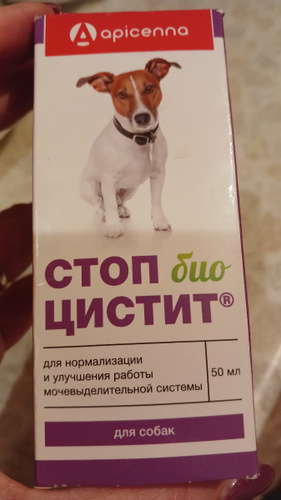 apicenna
СТОП био
ЦИСТИТ®
для нормализации
и улучшения работы
мочевыделительной системы
50 мл
для собак